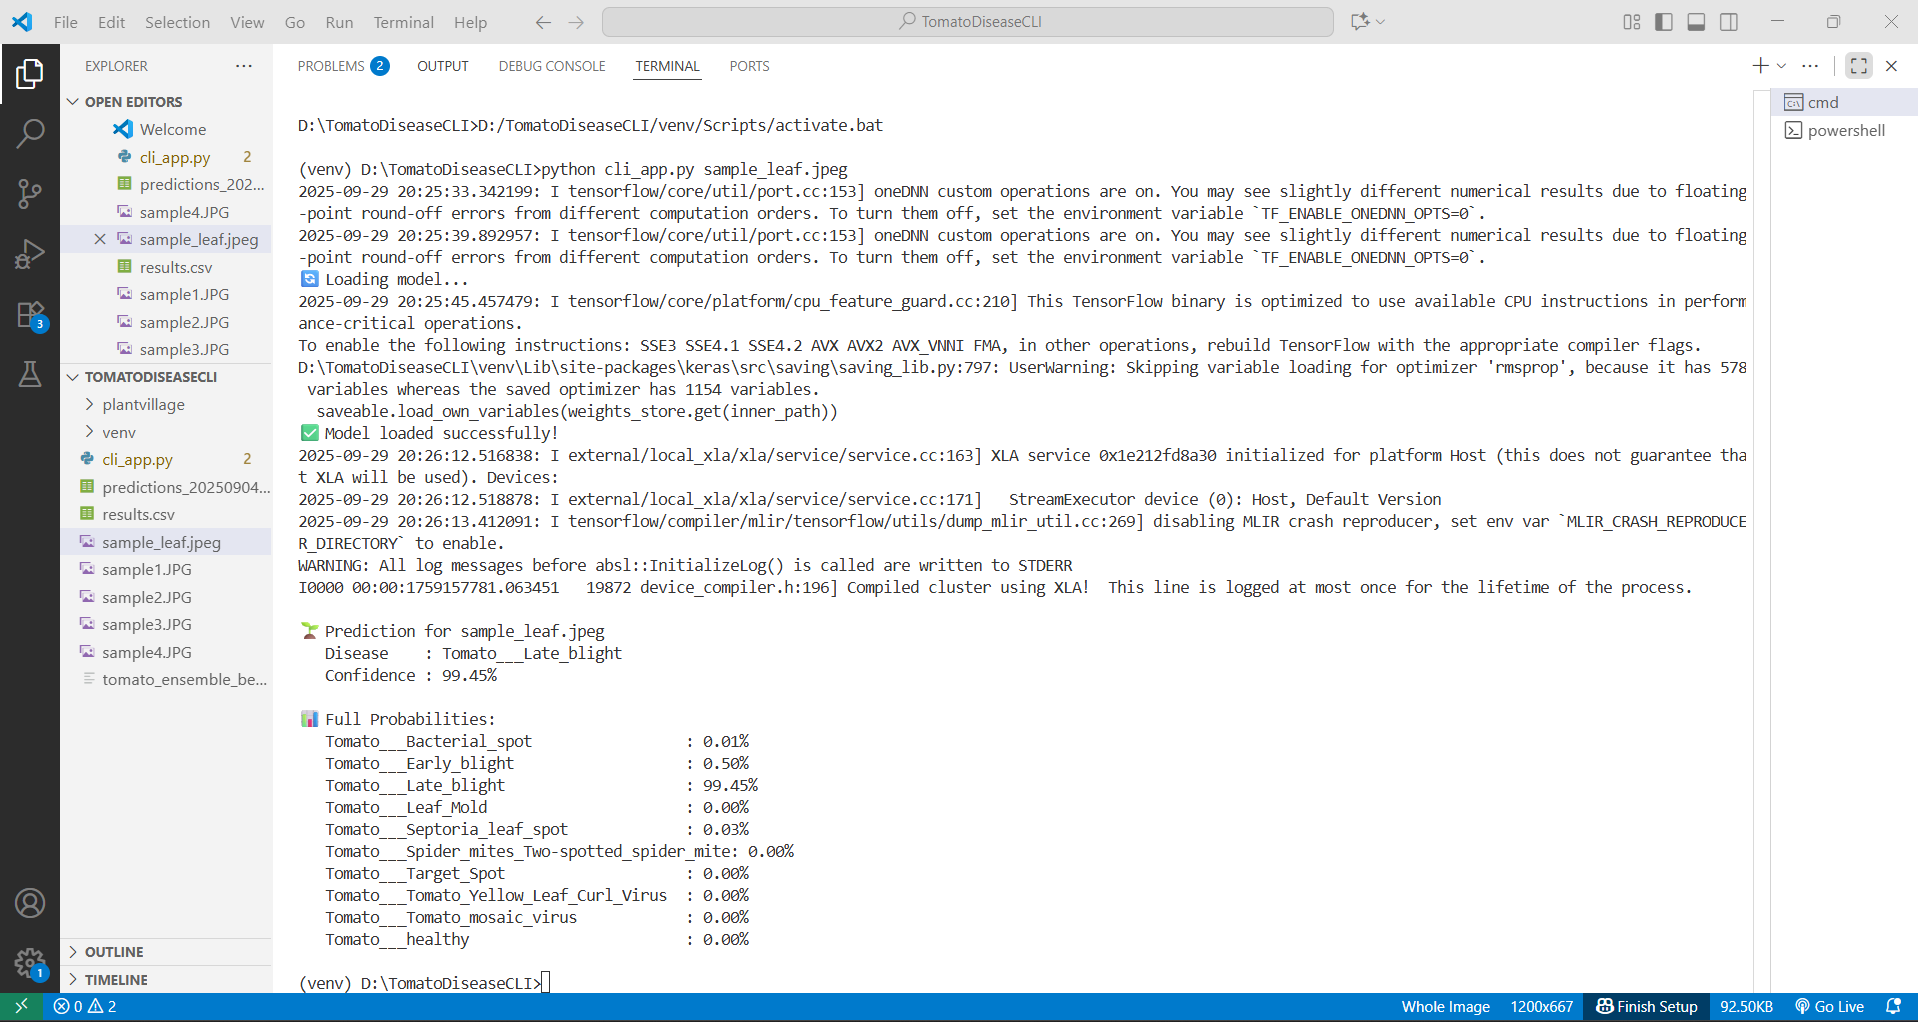 File Edit Selection View Go Run Terminal Help
TomatoDiseaseCLI
EXPLORER
OPEN EDITORS
Welcome
cli_app.py 2
predictions_202...
sample4.JPG
sample_leaf.jpeg
results.csv
sample1.JPG
sample2.JPG
sample3.JPG
TOMATODISEASECLI
plantvillage
venv
cli_app.py 2
predictions_20250904...
results.csv
sample_leaf.jpeg
sample1.JPG
sample2.JPG
sample3.JPG
sample4.JPG
tomato_ensemble_be...
OUTLINE
TIMELINE
3
1
PROBLEMS 2 OUTPUT DEBUG CONSOLE TERMINAL PORTS
D:\TomatoDiseaseCLI>D:/TomatoDiseaseCLI/venv/Scripts/activate.bat
(venv) D:\TomatoDiseaseCLI>python cli_app.py sample_leaf.jpeg
2025-09-29 20:25:33.342199: I tensorflow/core/util/port.cc:153] oneDNN custom operations are on. You may see slightly different numerical results due to floating
-point round-off errors from different computation orders. To turn them off, set the environment variable `TF_ENABLE_ONEDNN_OPTS=0`.
2025-09-29 20:25:39.892957: I tensorflow/core/util/port.cc:153] oneDNN custom operations are on. You may see slightly different numerical results due to floating
-point round-off errors from different computation orders. To turn them off, set the environment variable `TF_ENABLE_ONEDNN_OPTS=0`.
🔄 Loading model...
2025-09-29 20:25:45.457479: I tensorflow/core/platform/cpu_feature_guard.cc:210] This TensorFlow binary is optimized to use available CPU instructions in perform
ance-critical operations.
To enable the following instructions: SSE3 SSE4.1 SSE4.2 AVX AVX2 AVX_VNNI FMA, in other operations, rebuild TensorFlow with the appropriate compiler flags.
D:\TomatoDiseaseCLI\venv\Lib\site-packages\keras\src\saving\saving_lib.py:797: UserWarning: Skipping variable loading for optimizer 'rmsprop', because it has 578
variables whereas the saved optimizer has 1154 variables.
saveable.load_own_variables(weights_store.get(inner_path))
✅ Model loaded successfully!
2025-09-29 20:26:12.516838: I external/local_xla/xla/service/service.cc:163] XLA service 0x1e212fd8a30 initialized for platform Host (this does not guarantee tha
t XLA will be used). Devices:
2025-09-29 20:26:12.518878: I external/local_xla/xla/service/service.cc:171] StreamExecutor device (0): Host, Default Version
2025-09-29 20:26:13.412091: I tensorflow/compiler/mlir/tensorflow/utils/dump_mlir_util.cc:269] disabling MLIR crash reproducer, set env var `MLIR_CRASH_REPRODUCE
R_DIRECTORY` to enable.
WARNING: All log messages before absl::InitializeLog() is called are written to STDERR
I0000 00:00:1759157781.063451 19872 device_compiler.h:196] Compiled cluster using XLA! This line is logged at most once for the lifetime of the process.
🌱 Prediction for sample_leaf.jpeg
Disease : Tomato___Late_blight
Confidence : 99.45%
📊 Full Probabilities:
Tomato___Bacterial_spot : 0.01%
Tomato___Early_blight : 0.50%
Tomato___Late_blight : 99.45%
Tomato___Leaf_Mold : 0.00%
Tomato___Septoria_leaf_spot : 0.03%
Tomato___Spider_mites_Two-spotted_spider_mite: 0.00%
Tomato___Target_Spot : 0.00%
Tomato___Tomato_Yellow_Leaf_Curl_Virus : 0.00%
Tomato___Tomato_mosaic_virus : 0.00%
Tomato___healthy : 0.00%
(venv) D:\TomatoDiseaseCLI>
cmd
powershell
0 2
Whole Image 1200x667 Finish Setup 92.50KB Go Live